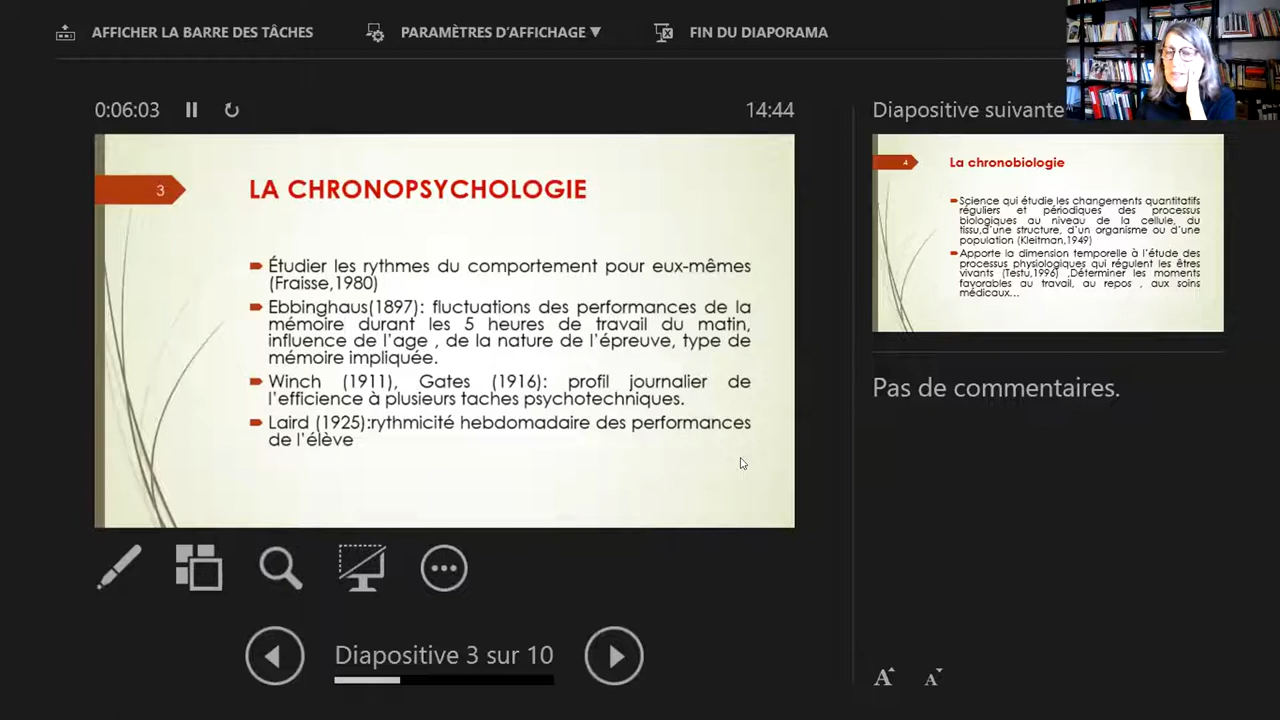 AFFICHER LA BARRE DES TÂCHES
PARAMÈTRES D'AFFICHAGE ▼
FIN DU DIAPORAMA
0:06:03
14:44
3
LA CHRONOPSYCHOLOGIE
Étudier les rythmes du comportement pour eux-mêmes
(Fraisse,1980)
Ebbinghaus(1897): fluctuations des performances de la
mémoire durant les 5 heures de travail du matin,
influence de l'age , de la nature de l'épreuve, type de
mémoire impliquée.
Winch (1911), Gates (1916): profil journalier de
l'efficience à plusieurs taches psychotechniques.
Laird (1925):rythmicité hebdomadaire des performances
de l'élève
Diapositive 3 sur 10
Diapositive suivante
4
La chronobiologie
Science qui étudie les changements quantitatifs
réguliers et périodiques des processus
biologiques au niveau de la cellule, du
tissu,d'une structure, d'un organisme ou d'une
population (Kleitman,1949)
Apporte la dimension temporelle à l'étude des
processus physiologiques qui régulent les êtres
vivants (Testu,1996) ,Déterminer les moments
favorables au travail, au repos , aux soins
médicaux...
Pas de commentaires.
A A